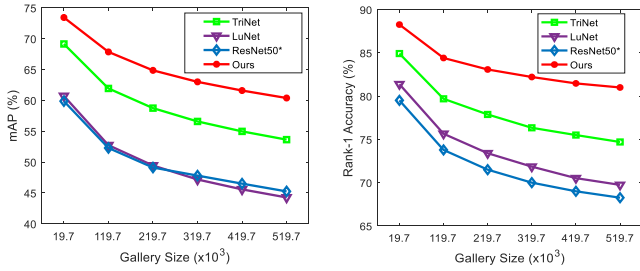 75
70
65
60
55
50
45
40
mAP (%)
TriNet
LuNet
ResNet50*
Ours
19.7 119.7 219.7 319.7 419.7 519.7
Gallery Size (x10³)
90
85
80
75
70
65
Rank-1 Accuracy (%)
TriNet
LuNet
ResNet50*
Ours
19.7 119.7 219.7 319.7 419.7 519.7
Gallery Size (x10³)